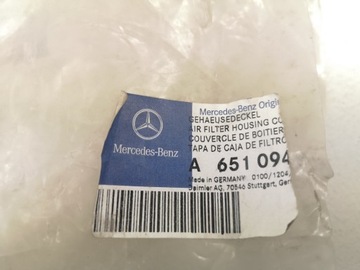 Mercedes-Benz Origi
GEHAEUSEDECKEL
AIR FILTER HOUSING CO
COUVERCLE DE BOITIER
TAPA DE CAJA DE FILTRO
Mercedes-Benz
A 651 094
Made in GERMANY 0100/1204
Daimler AG, 70546 Stuttgart, Ger